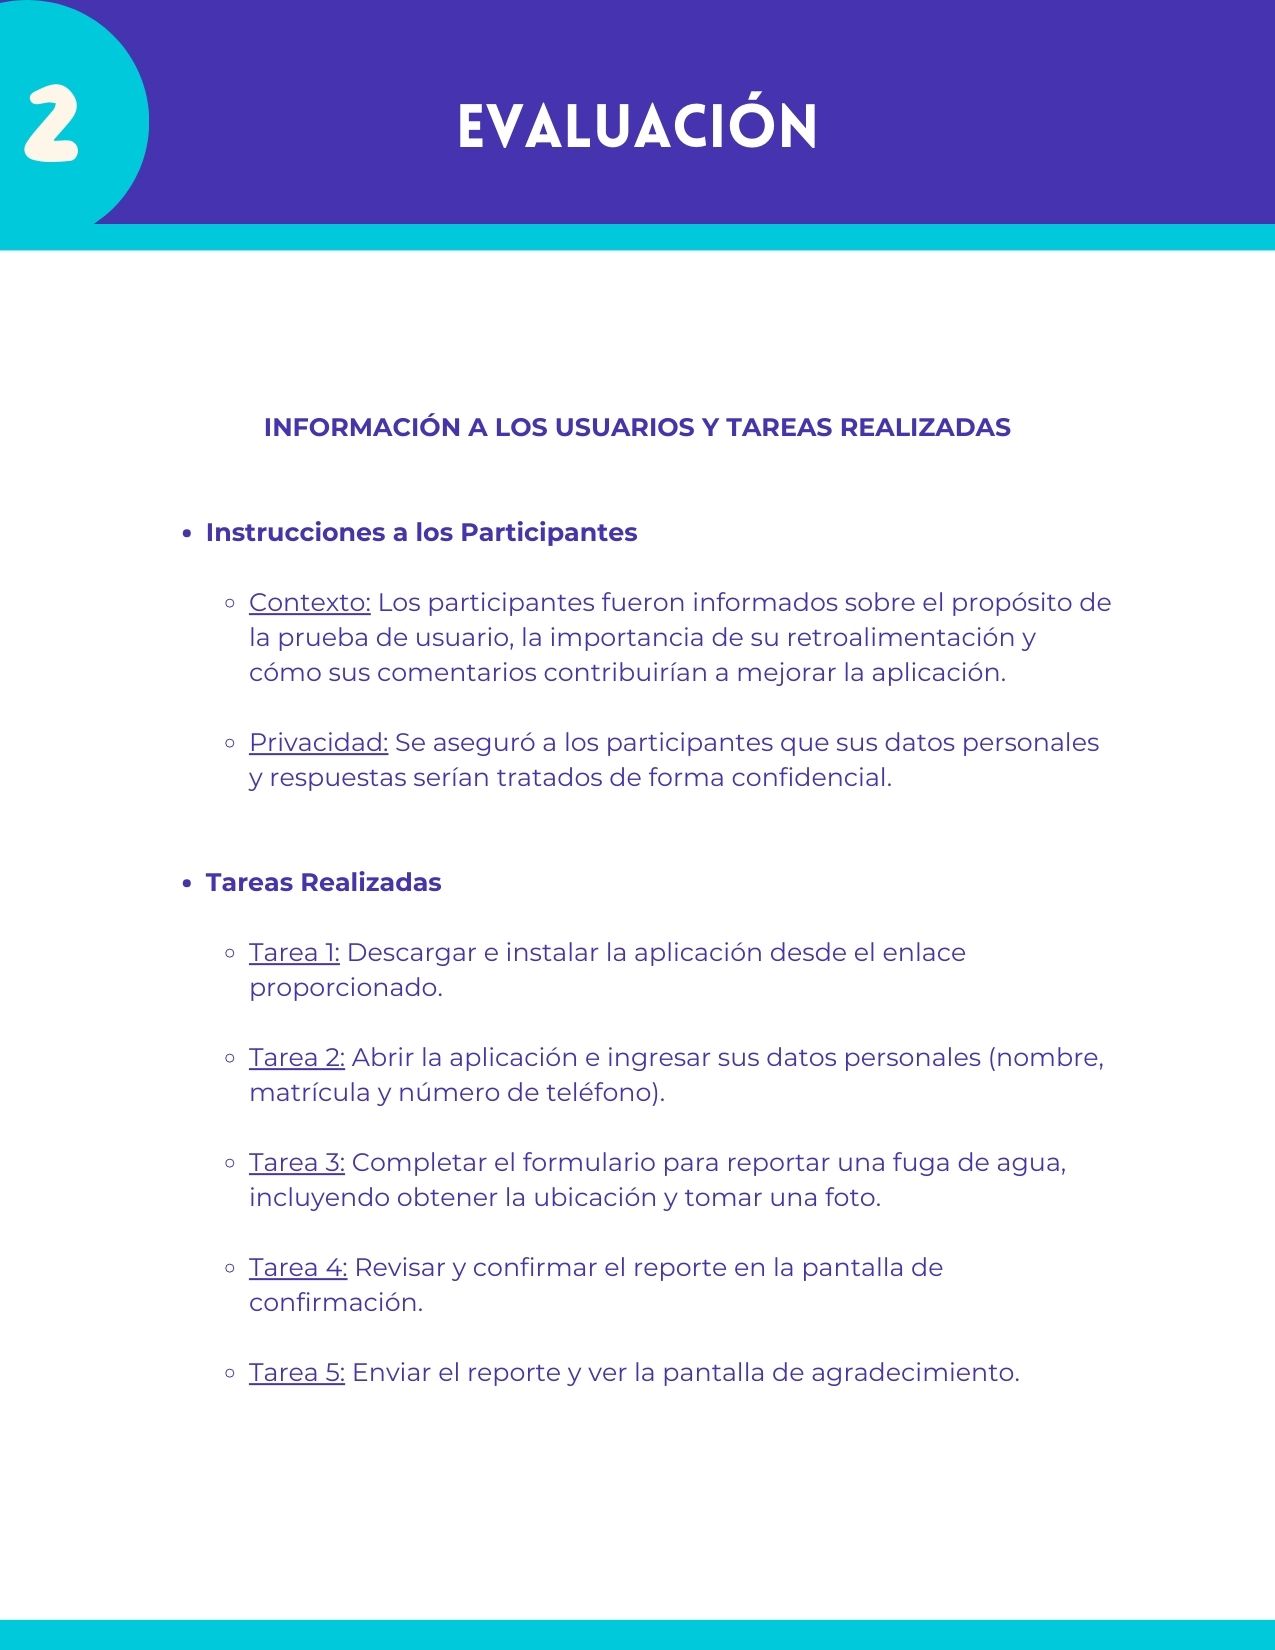 2
EVALUACIÓN
INFORMACIÓN A LOS USUARIOS Y TAREAS REALIZADAS
• Instrucciones a los Participantes
◦ Contexto: Los participantes fueron informados sobre el propósito de
la prueba de usuario, la importancia de su retroalimentación y
cómo sus comentarios contribuirían a mejorar la aplicación.
◦ Privacidad: Se aseguró a los participantes que sus datos personales
y respuestas serían tratados de forma confidencial.
• Tareas Realizadas
◦ Tarea 1: Descargar e instalar la aplicación desde el enlace
proporcionado.
◦ Tarea 2: Abrir la aplicación e ingresar sus datos personales (nombre,
matrícula y número de teléfono).
◦ Tarea 3: Completar el formulario para reportar una fuga de agua,
incluyendo obtener la ubicación y tomar una foto.
◦ Tarea 4: Revisar y confirmar el reporte en la pantalla de
confirmación.
◦ Tarea 5: Enviar el reporte y ver la pantalla de agradecimiento.